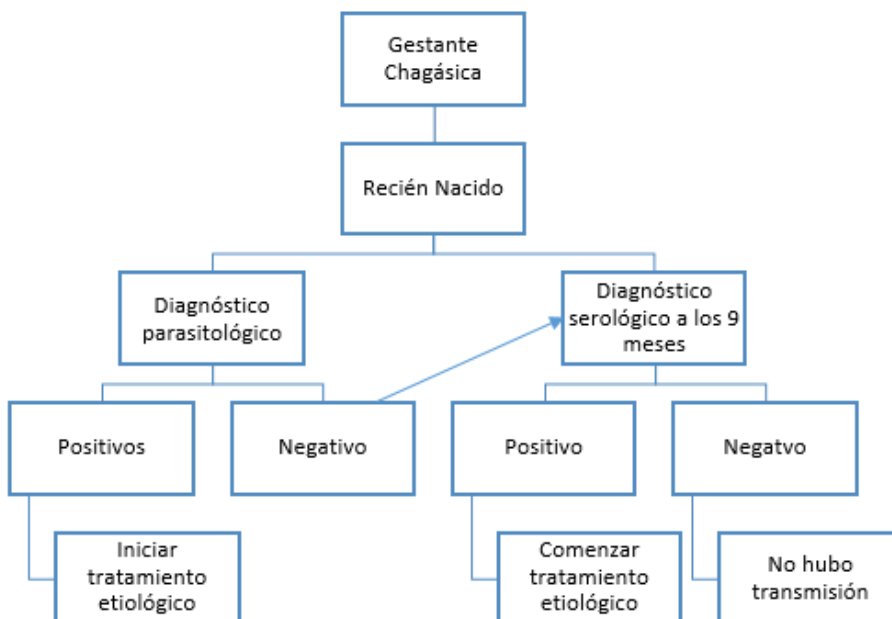 Gestante
Chagásica
Recién Nacido
Diagnóstico
parasitológico
Diagnóstico
serológico a los 9
meses
Positivos
Negativo
Positivo
Negatvo
Iniciar
tratamiento
etiológico
Comenzar
tratamiento
etiológico
No hubo
transmisión